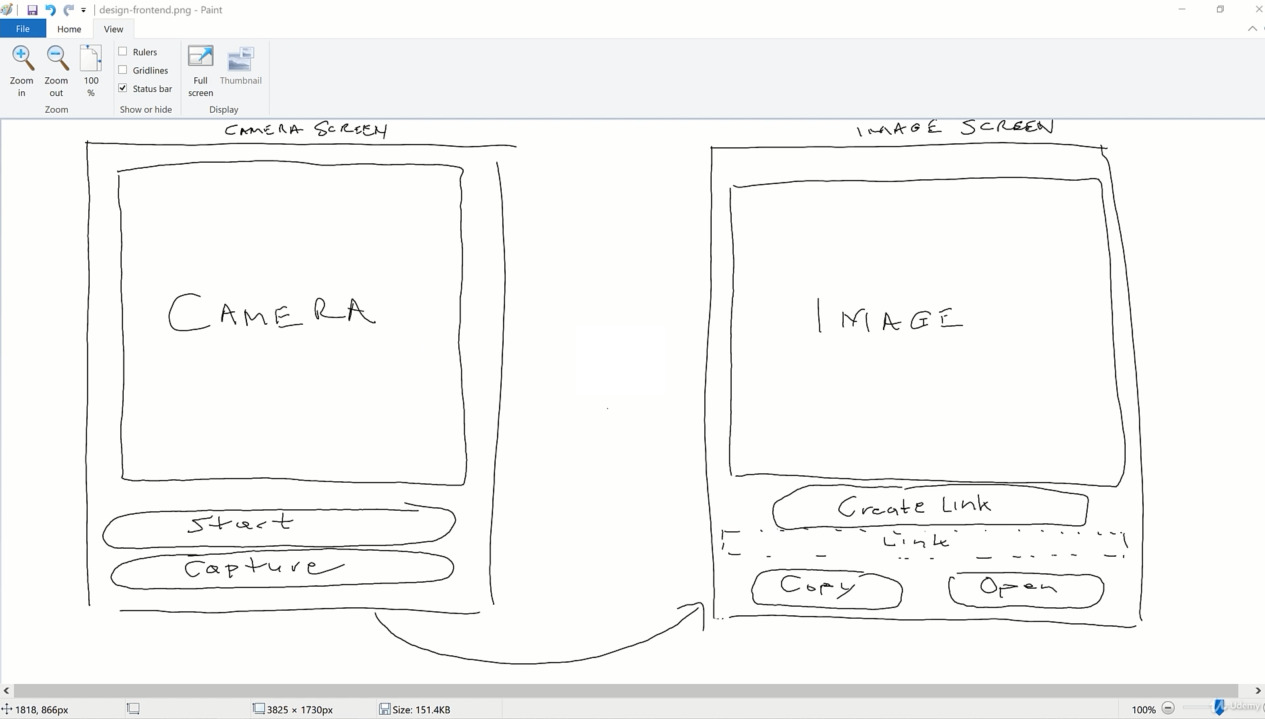 design-frontend.png - Paint
File Home View
Zoom in
Zoom out
100 %
Rulers
Gridlines
Status bar
Full screen
Thumbnail
Zoom
Show or hide
Display
CAMERA SCREEN
IMAGE SCREEN
CAMERA
IMAGE
Start
Capture
Create Link
Link
Copy
Open
1818, 866px
3825 × 1730px
Size: 151.4KB
100%
Udemy